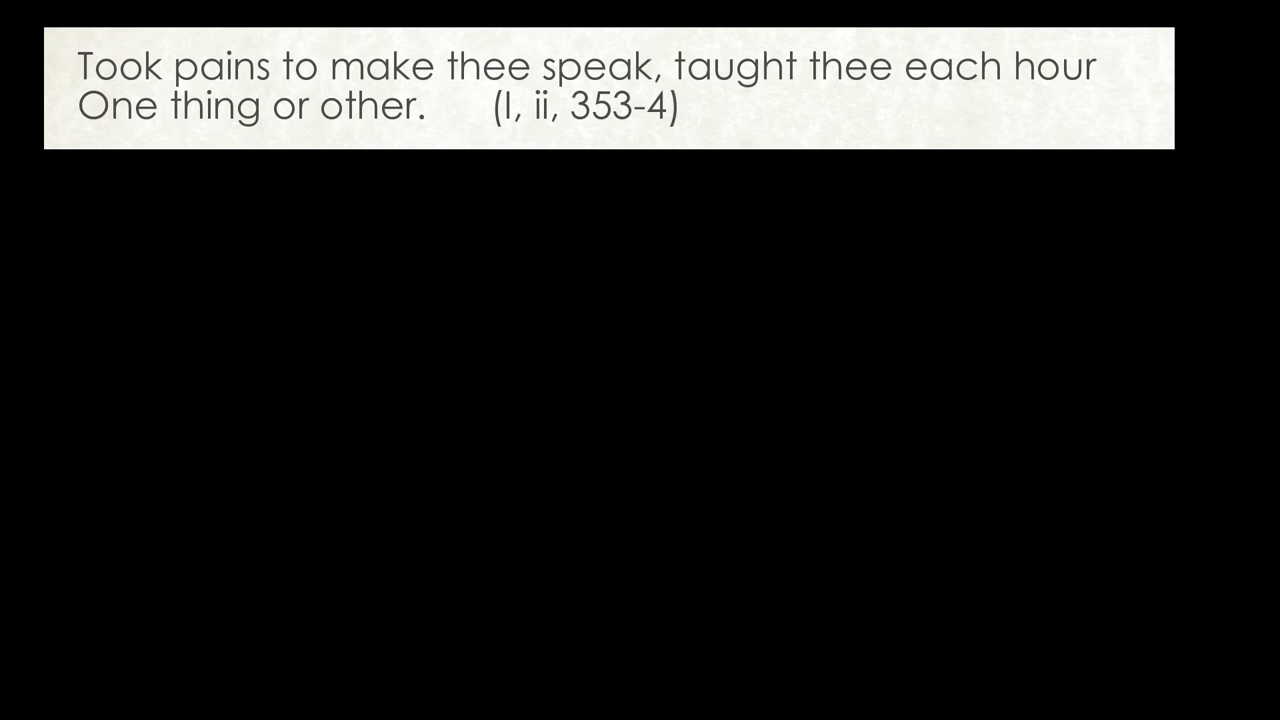 Took pains to make thee speak, taught thee each hour
One thing or other. (I, ii, 353-4)